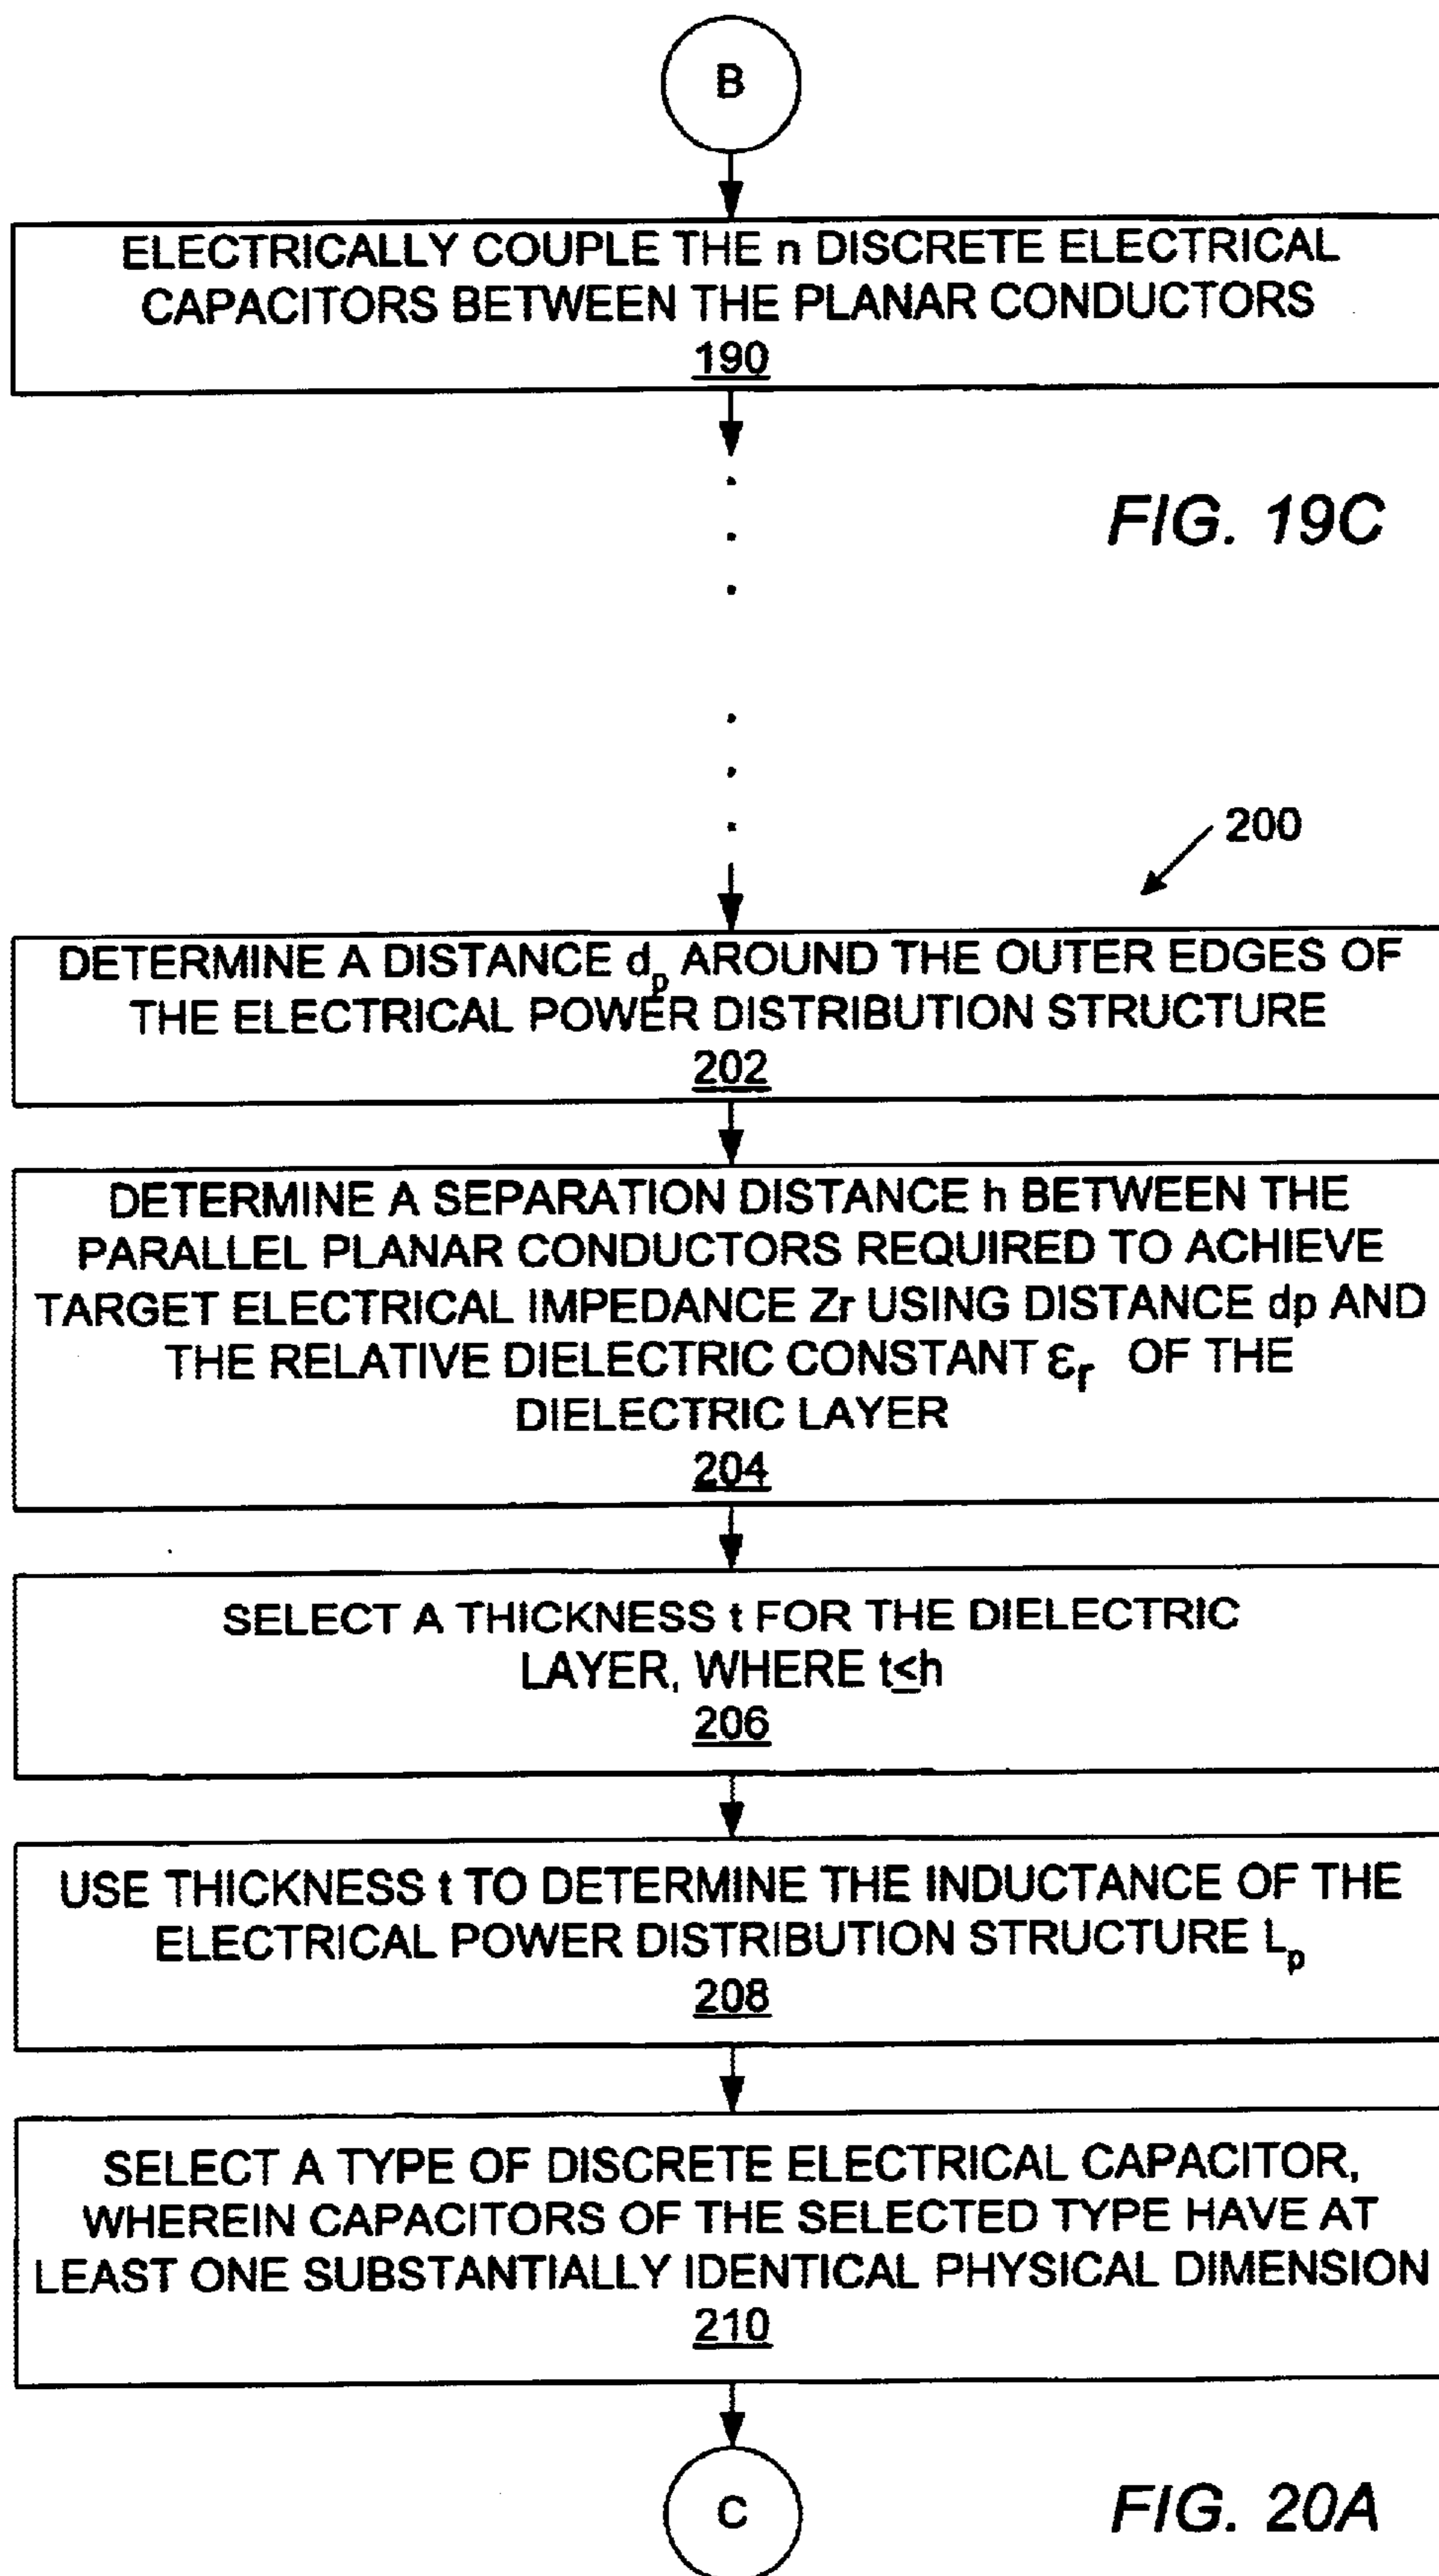 B
ELECTRICALLY COUPLE THE n DISCRETE ELECTRICAL
CAPACITORS BETWEEN THE PLANAR CONDUCTORS
190
FIG. 19C
200
DETERMINE A DISTANCE dp AROUND THE OUTER EDGES OF
THE ELECTRICAL POWER DISTRIBUTION STRUCTURE
202
DETERMINE A SEPARATION DISTANCE h BETWEEN THE
PARALLEL PLANAR CONDUCTORS REQUIRED TO ACHIEVE
TARGET ELECTRICAL IMPEDANCE Zr USING DISTANCE dp AND
THE RELATIVE DIELECTRIC CONSTANT εr OF THE
DIELECTRIC LAYER
204
SELECT A THICKNESS t FOR THE DIELECTRIC
LAYER, WHERE t≤h
206
USE THICKNESS t TO DETERMINE THE INDUCTANCE OF THE
ELECTRICAL POWER DISTRIBUTION STRUCTURE Lp
208
SELECT A TYPE OF DISCRETE ELECTRICAL CAPACITOR,
WHEREIN CAPACITORS OF THE SELECTED TYPE HAVE AT
LEAST ONE SUBSTANTIALLY IDENTICAL PHYSICAL DIMENSION
210
C
FIG. 20A